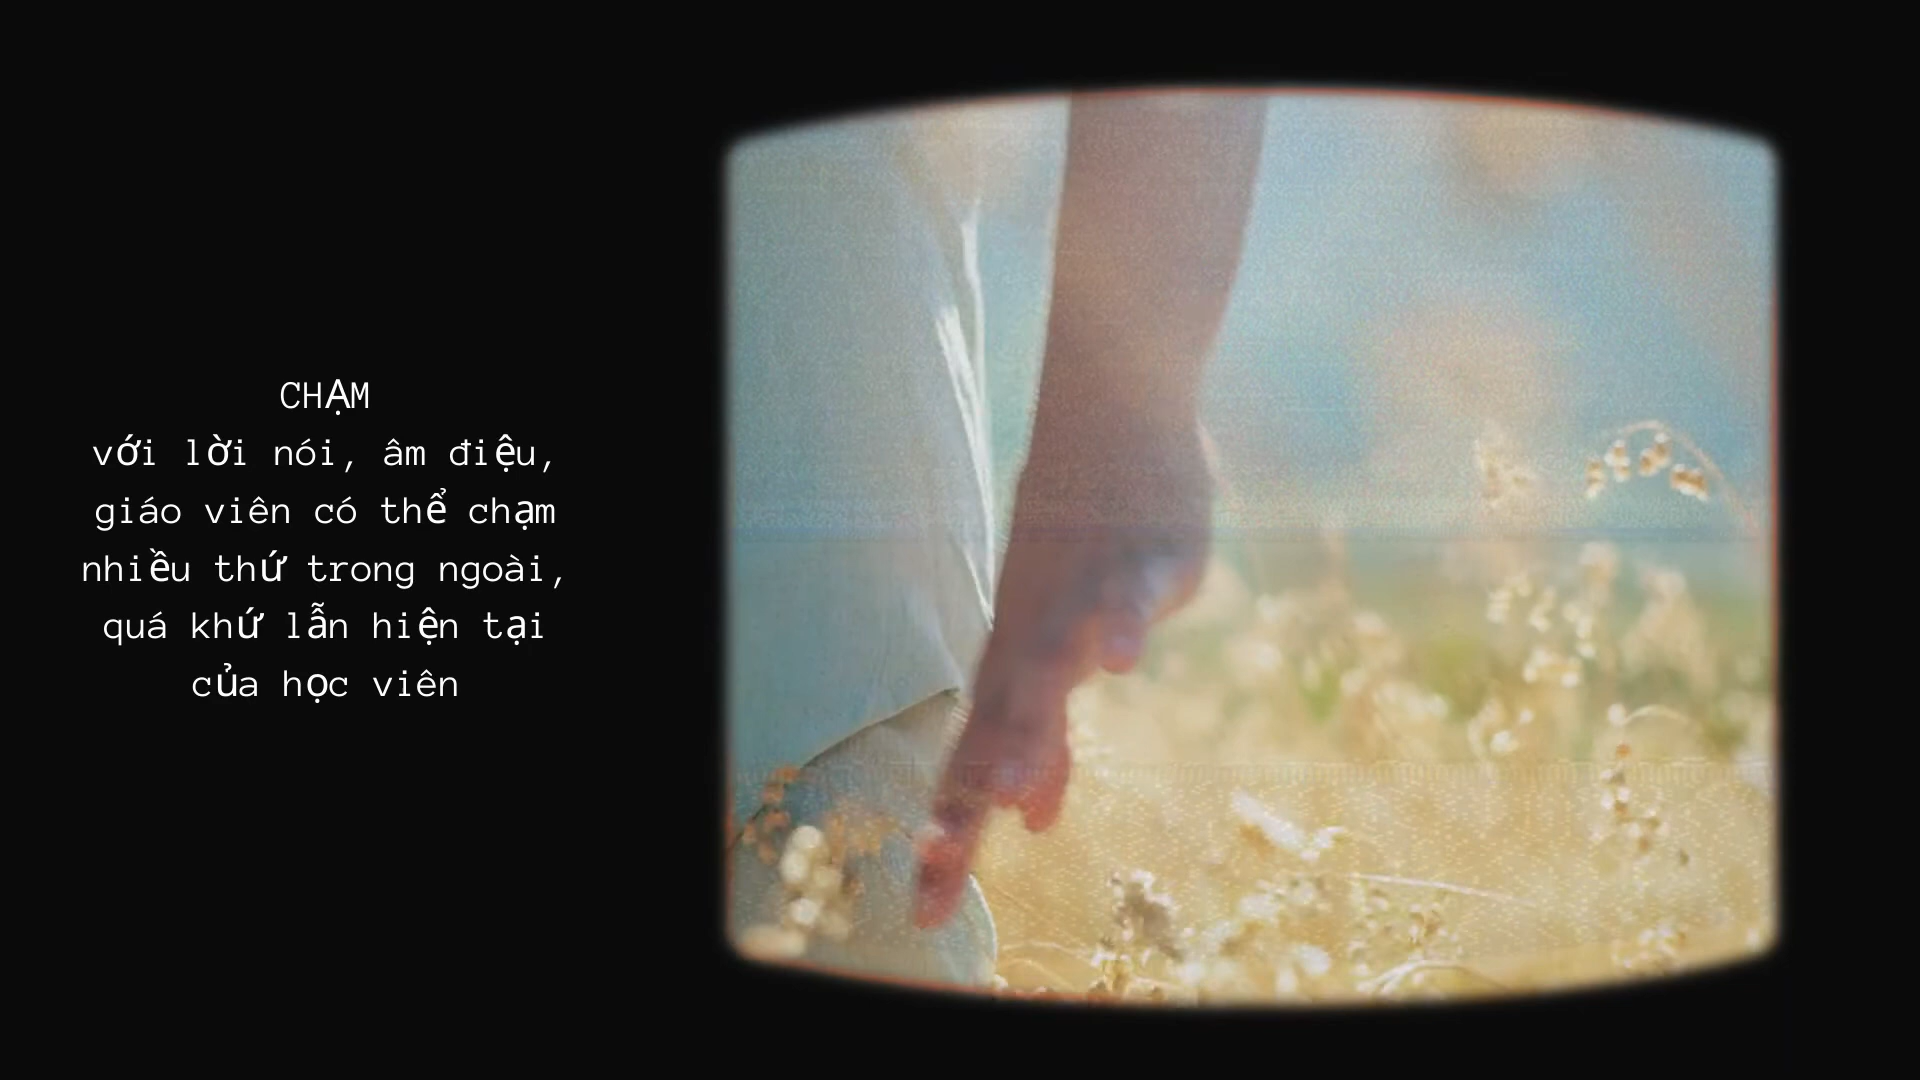 CHẠM
với lời nói, âm điệu,
giáo viên có thể chạm
nhiều thứ trong ngoài,
quá khứ lẫn hiện tại
của học viên